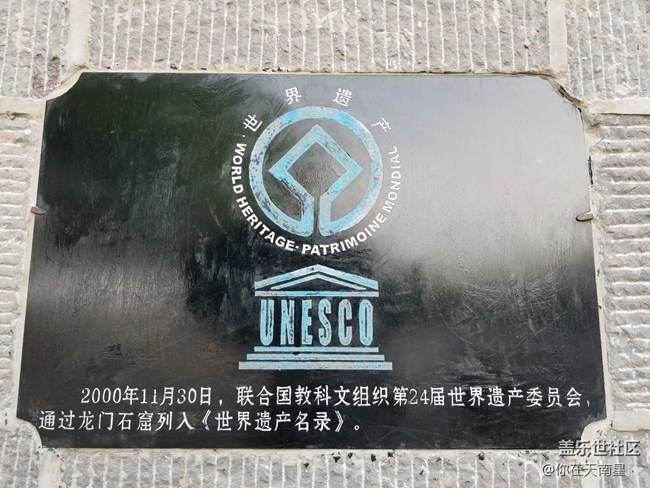 世界遗产
· WORLD HERITAGE · PATRIMOINE MONDIAL
UNESCO
2000年11月30日，联合国教科文组织第24届世界遗产委员会，
通过龙门石窟列入《世界遗产名录》。
盖乐世社区
@你在天南星·